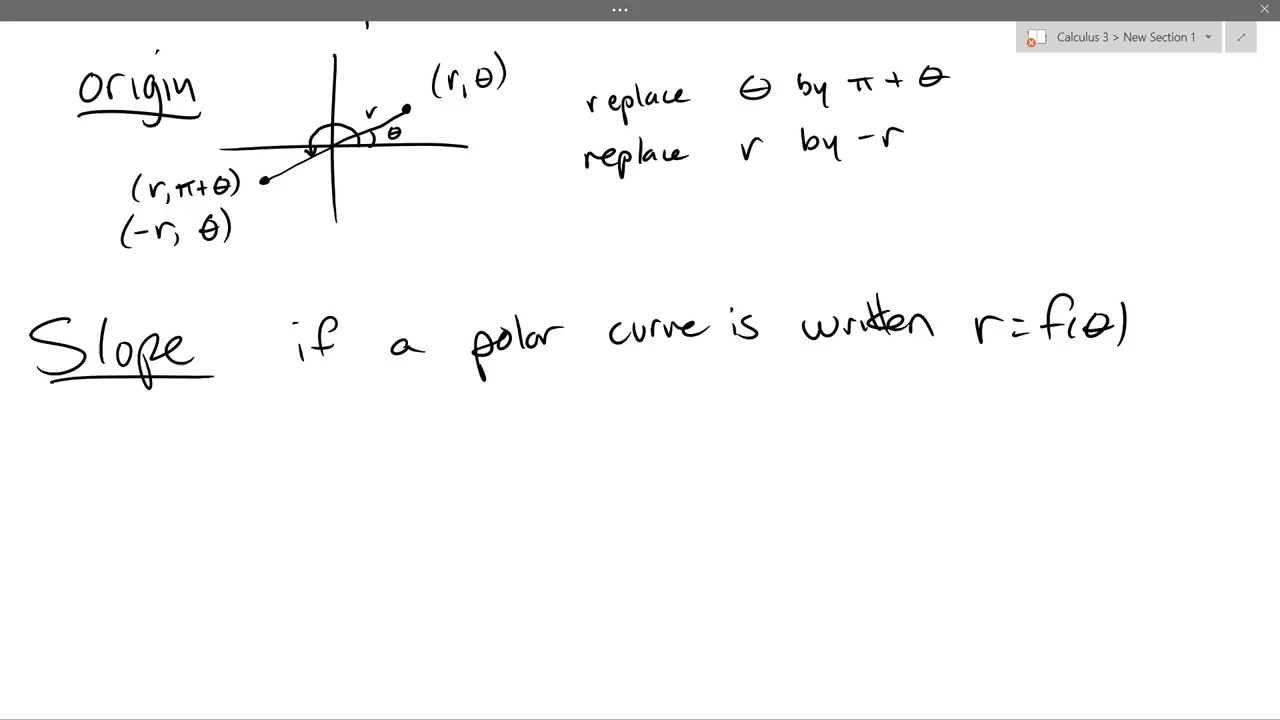 Calculus 3 > New Section 1
origin
(r, θ)
r
θ
(r, π+θ)
(-r, θ)
replace θ by π + θ
replace r by -r
Slope if a polar curve is written r = f(θ)